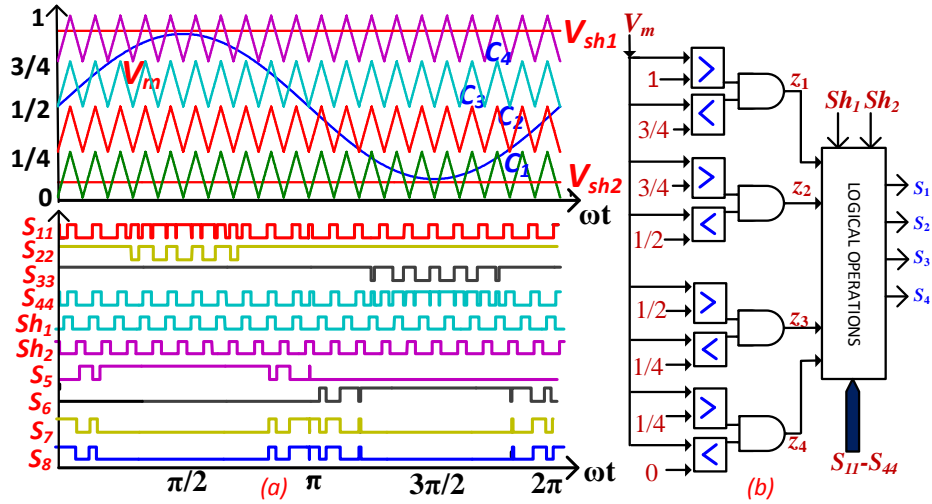 1
V_sh1
3/4
V_m
C_4
C_3
1/2
C_2
1/4
C_1
0
V_sh2
ωt
S_11
S_22
S_33
S_44
Sh_1
Sh_2
S_5
S_6
S_7
S_8
π/2
(a)
π
3π/2
2π
ωt
V_m
>
1
<
3/4
z_1
>
3/4
<
1/2
z_2
>
1/2
<
1/4
z_3
>
1/4
<
0
z_4
Sh_1 Sh_2
LOGICAL OPERATIONS
S_1
S_2
S_3
S_4
S_11-S_44
(b)